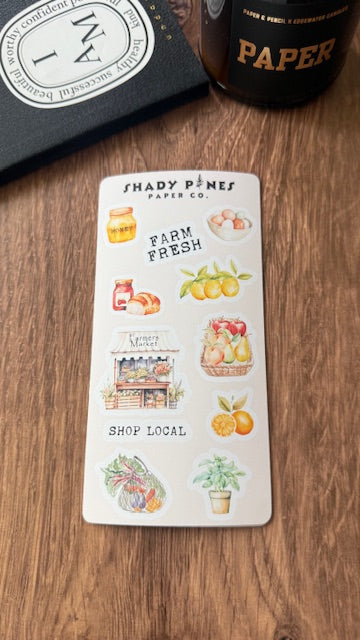 beautiful successful healthy kind worthy confident
I AM
PAPER & PENCIL X EDGEWATER CANDLES
PAPER
SHADY PINES
PAPER CO.
HONEY
FARM
FRESH
Farmers
Market
SHOP LOCAL